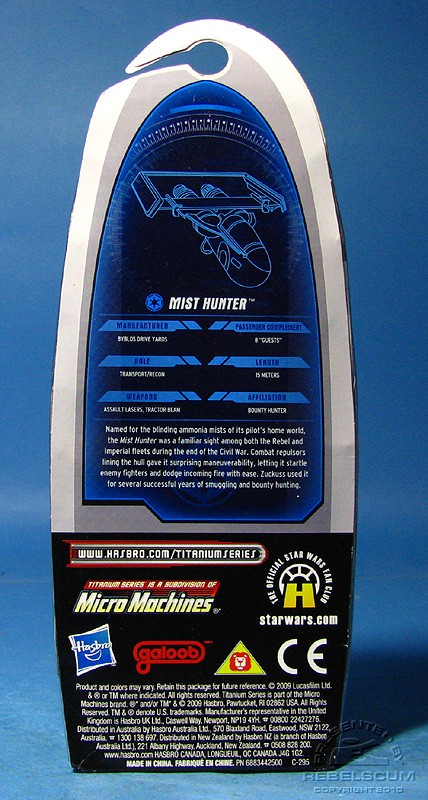 MIST HUNTER™
MANUFACTURER
PASSENGER COMPLEMENT
BYBLOS DRIVE YARDS
8 "GUESTS"
ROLE
LENGTH
TRANSPORT/RECON
15 METERS
WEAPONS
AFFILIATION
ASSAULT LASERS, TRACTOR BEAM
BOUNTY HUNTER
Named for the blinding ammonia mists of its pilot's home world,
the Mist Hunter was a familiar sight among both the Rebel and
Imperial fleets during the end of the Civil War. Combat repulsors
lining the hull gave it surprising maneuverability, letting it startle
enemy fighters and dodge incoming fire with ease. Zuckuss used it
for several successful years of smuggling and bounty hunting.
WWW.HASBRO.COM/TITANIUMSERIES
TITANIUM SERIES IS A SUBDIVISION OF
Micro Machines®
THE OFFICIAL STAR WARS FAN CLUB
H
starwars.com
Hasbro
galoob™
CE
Product and colors may vary. Retain this package for future reference. © 2009 Lucasfilm Ltd.
& ® or TM where indicated. All rights reserved. Titanium Series is part of the Micro
Machines brand. ®* and/or TM* & © 2009 Hasbro, Pawtucket, RI 02862 USA. All Rights
Reserved. TM & ® denote U.S. trademarks. Manufacturer's representative in the United
Kingdom is Hasbro UK Ltd., Caswell Way, Newport, NP19 4YH. ☎ 00800 22427276.
Distributed in Australia by Hasbro Australia Ltd., 570 Blaxland Road, Eastwood, NSW 2122,
Australia. ☎ 1300 138 697. Distributed in New Zealand by Hasbro NZ (a branch of Hasbro
Australia Ltd.), 221 Albany Highway, Auckland, New Zealand. ☎ 0508 828 200.
www.hasbro.com HASBRO CANADA, LONGUEUIL, QC CANADA J4G 1G2.
MADE IN CHINA. FABRIQUÉ EN CHINE. PN 6883442500 C-295
PRESENTED BY
REBELSCUM
COPYRIGHT 2010